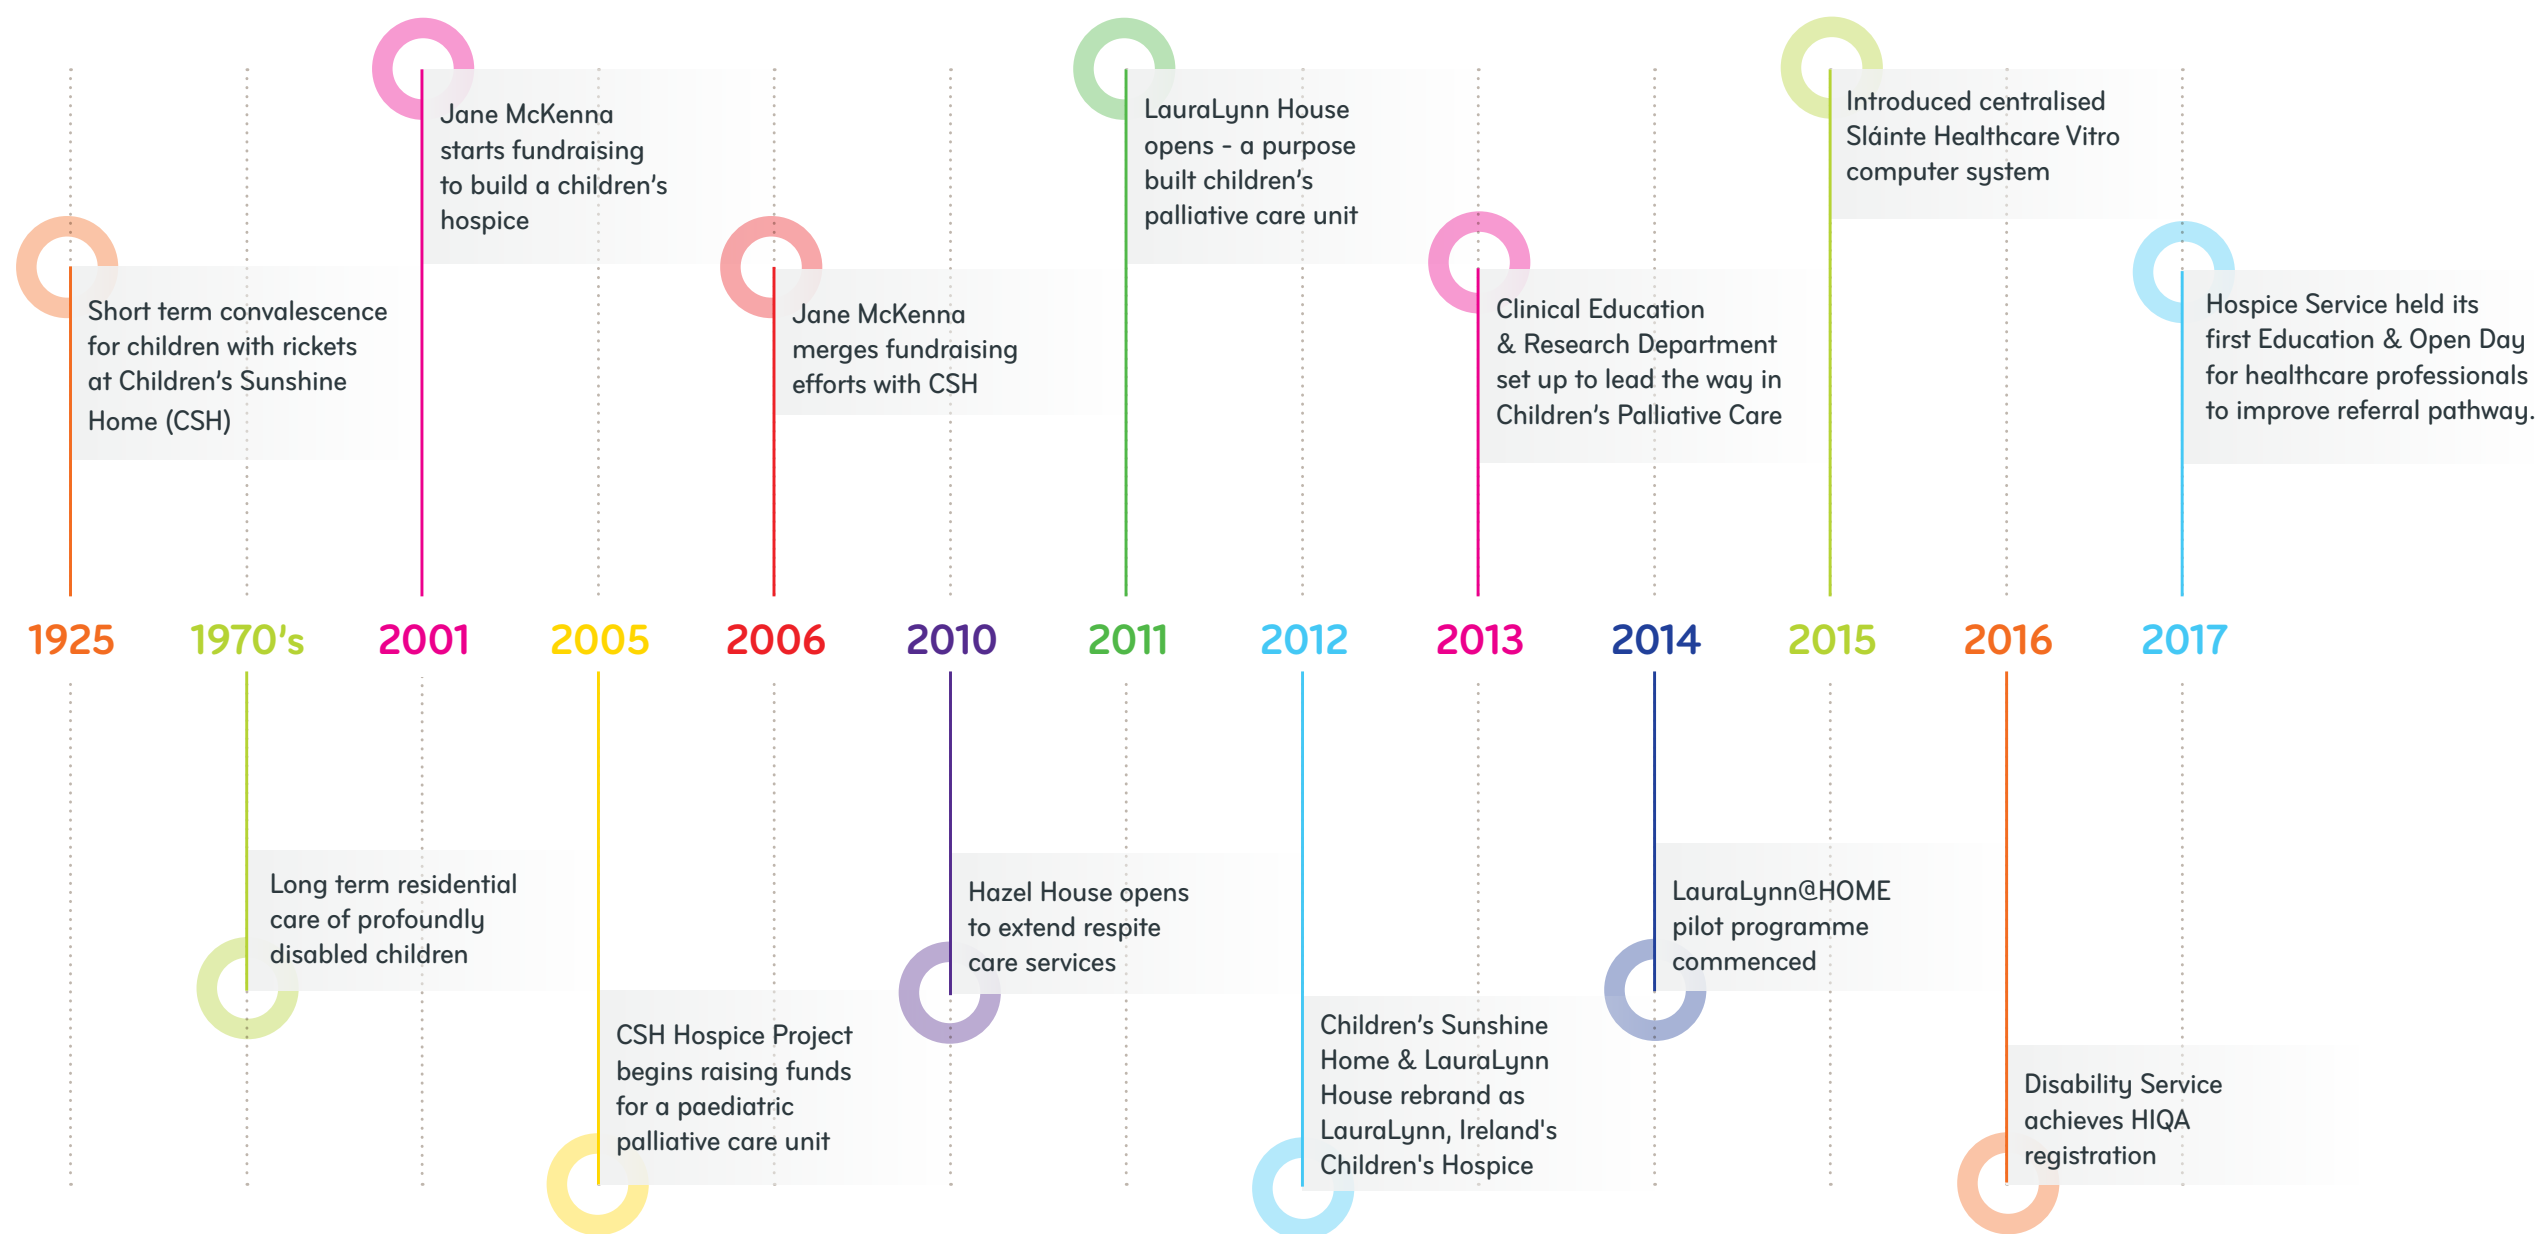 Jane McKenna
starts fundraising
to build a children’s
hospice
LauraLynn House
opens - a purpose
built children’s
palliative care unit
Introduced centralised
Sláinte Healthcare Vitro
computer system
Short term convalescence
for children with rickets
at Children’s Sunshine
Home (CSH)
Jane McKenna
merges fundraising
efforts with CSH
Clinical Education
& Research Department
set up to lead the way in
Children’s Palliative Care
Hospice Service held its
first Education & Open Day
for healthcare professionals
to improve referral pathway.
1925 1970’s 2001 2005 2006 2010 2011 2012 2013 2014 2015 2016 2017
Long term residential
care of profoundly
disabled children
Hazel House opens
to extend respite
care services
LauraLynn@HOME
pilot programme
commenced
CSH Hospice Project
begins raising funds
for a paediatric
palliative care unit
Children’s Sunshine
Home & LauraLynn
House rebrand as
LauraLynn, Ireland's
Children's Hospice
Disability Service
achieves HIQA
registration